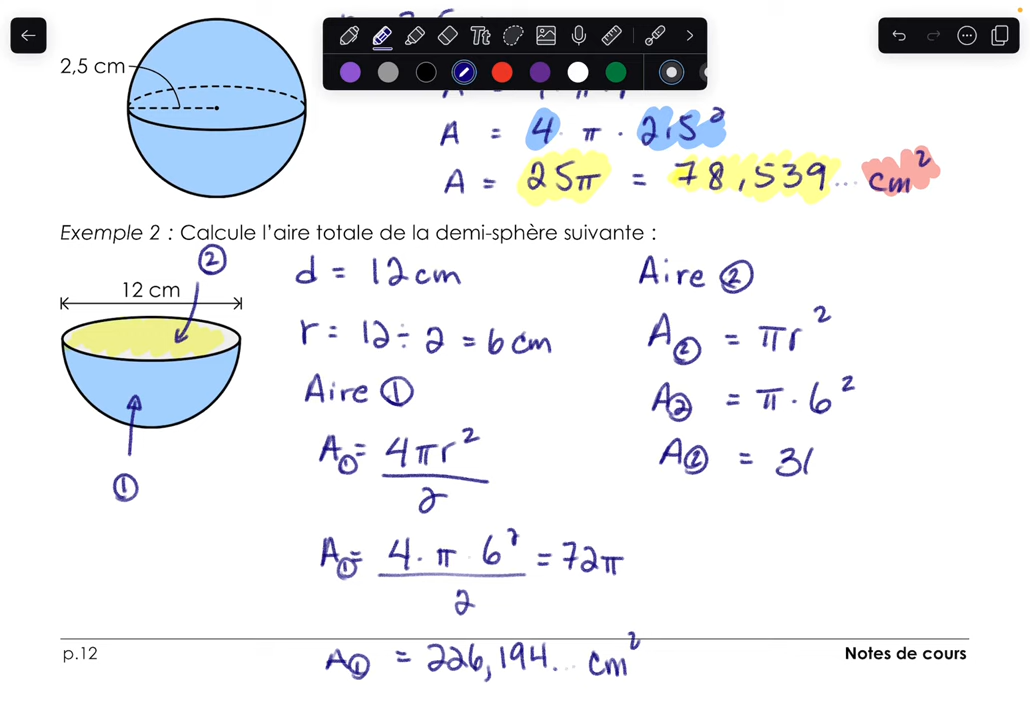 2,5 cm
A = 4 · π · 2,5²
A = 25π = 78,539... cm²
Exemple 2 : Calcule l’aire totale de la demi-sphère suivante :
②
12 cm
①
d = 12 cm
r = 12 ÷ 2 = 6 cm
Aire ①
A① = 4πr² / 2
A① = 4 · π · 6² / 2 = 72π
A① = 226,194... cm²
Aire ②
A② = πr²
A② = π · 6²
A② = 3
p.12
Notes de cours